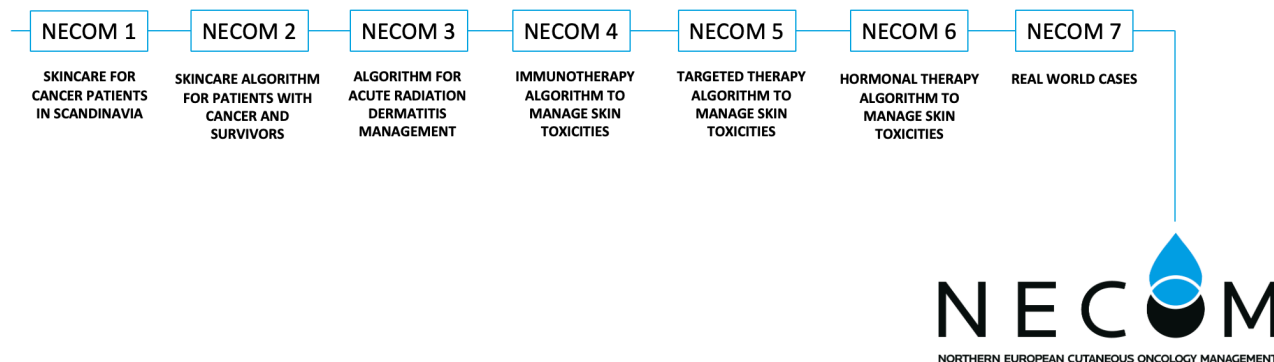 NECOM 1
SKINCARE FOR
CANCER PATIENTS
IN SCANDINAVIA
NECOM 2
SKINCARE ALGORITHM
FOR PATIENTS WITH
CANCER AND
SURVIVORS
NECOM 3
ALGORITHM FOR
ACUTE RADIATION
DERMATITIS
MANAGEMENT
NECOM 4
IMMUNOTHERAPY
ALGORITHM TO
MANAGE SKIN
TOXICITIES
NECOM 5
TARGETED THERAPY
ALGORITHM TO
MANAGE SKIN
TOXICITIES
NECOM 6
HORMONAL THERAPY
ALGORITHM TO
MANAGE SKIN
TOXICITIES
NECOM 7
REAL WORLD CASES
NECOM
NORTHERN EUROPEAN CUTANEOUS ONCOLOGY MANAGEMENT